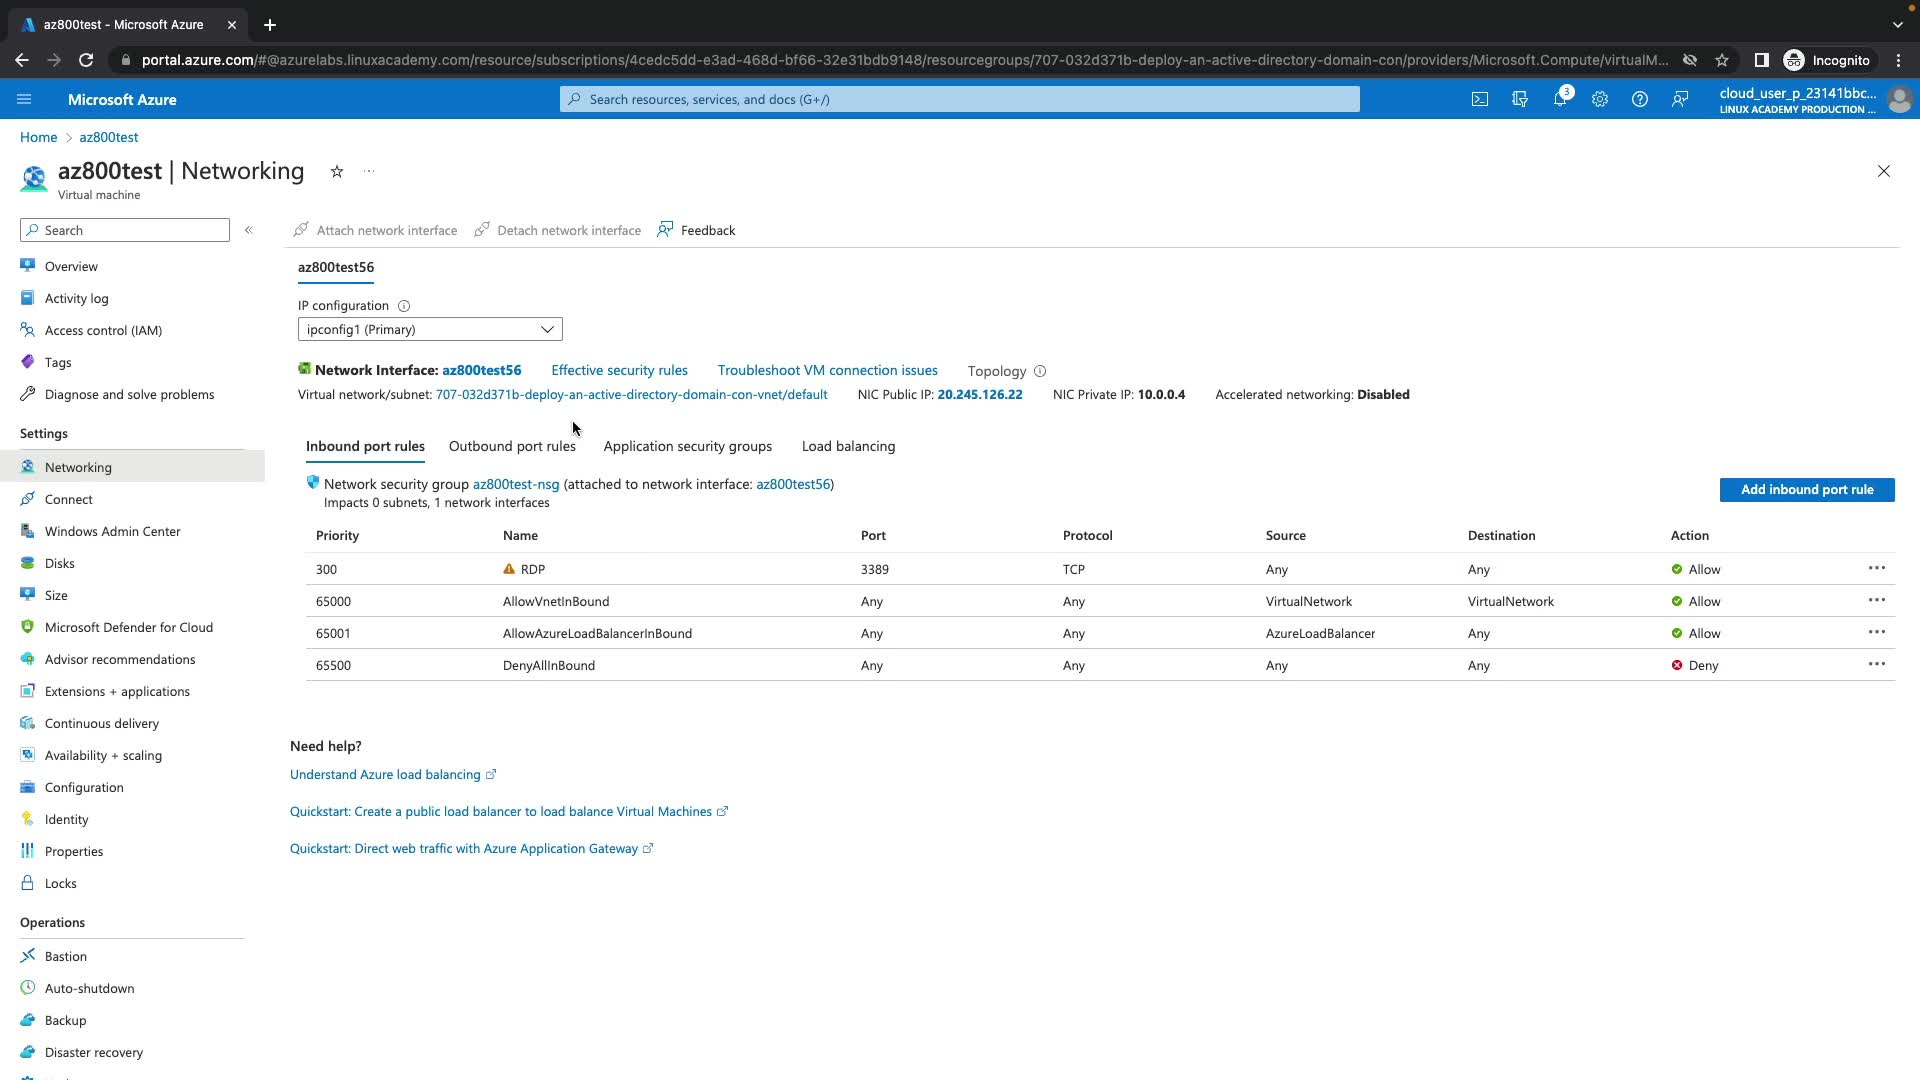 az800test - Microsoft Azure
portal.azure.com/#@azurelabs.linuxacademy.com/resource/subscriptions/4cedc5dd-e3ad-468d-bf66-32e31bdb9148/resourcegroups/707-032d371b-deploy-an-active-directory-domain-con/providers/Microsoft.Compute/virtualM...
Incognito
Microsoft Azure
Search resources, services, and docs (G+/)
3
cloud_user_p_23141bbc...
LINUX ACADEMY PRODUCTION ...
Home > az800test
az800test | Networking
Virtual machine
Search
Attach network interface
Detach network interface
Feedback
Overview
Activity log
Access control (IAM)
Tags
Diagnose and solve problems
Settings
Networking
Connect
Windows Admin Center
Disks
Size
Microsoft Defender for Cloud
Advisor recommendations
Extensions + applications
Continuous delivery
Availability + scaling
Configuration
Identity
Properties
Locks
Operations
Bastion
Auto-shutdown
Backup
Disaster recovery
az800test56
IP configuration
ipconfig1 (Primary)
Network Interface: az800test56 Effective security rules Troubleshoot VM connection issues Topology
Virtual network/subnet: 707-032d371b-deploy-an-active-directory-domain-con-vnet/default NIC Public IP: 20.245.126.22 NIC Private IP: 10.0.0.4 Accelerated networking: Disabled
Inbound port rules Outbound port rules Application security groups Load balancing
Network security group az800test-nsg (attached to network interface: az800test56)
Impacts 0 subnets, 1 network interfaces
Add inbound port rule
Priority Name Port Protocol Source Destination Action
300 RDP 3389 TCP Any Any Allow
65000 AllowVnetInBound Any Any VirtualNetwork VirtualNetwork Allow
65001 AllowAzureLoadBalancerInBound Any Any AzureLoadBalancer Any Allow
65500 DenyAllInBound Any Any Any Any Deny
Need help?
Understand Azure load balancing
Quickstart: Create a public load balancer to load balance Virtual Machines
Quickstart: Direct web traffic with Azure Application Gateway